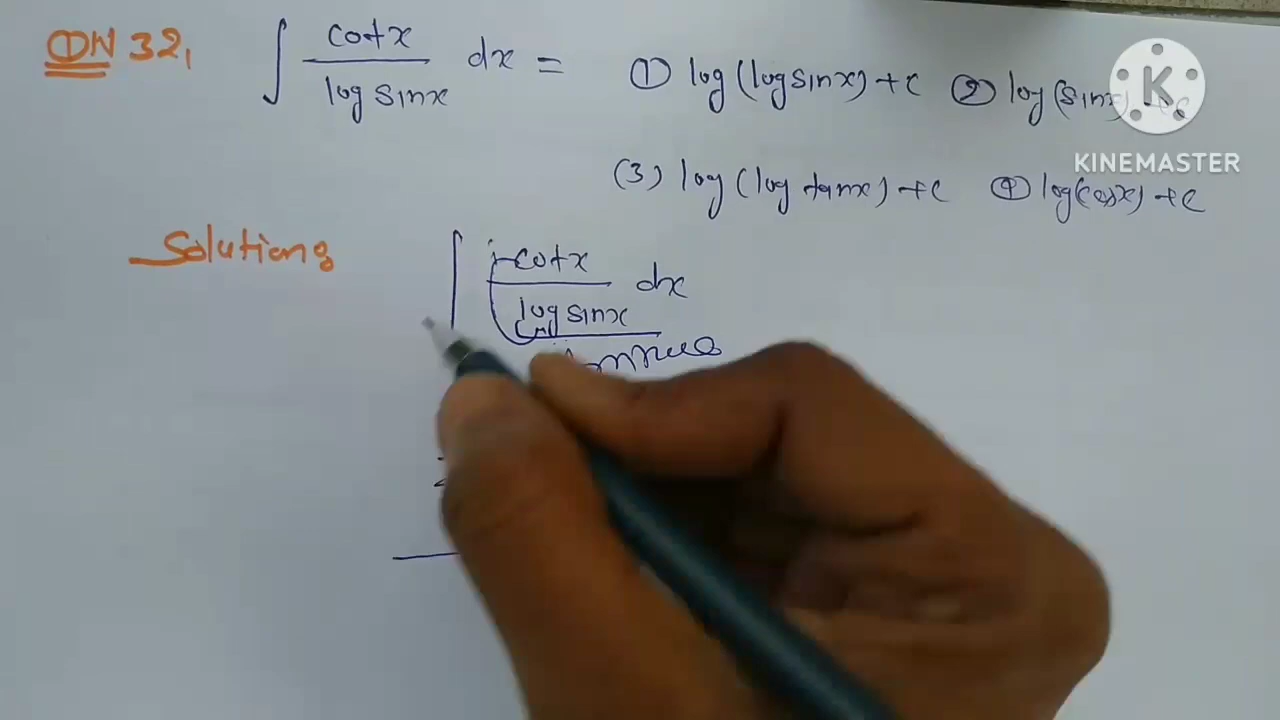 QN 32, ∫ cotx / log sinx dx = ① log(log sinx)+c ② log(sinx)+c
KINEMASTER
(3) log(log tanx)+c ④ log(cosx)+c
Solution:
∫ cotx / log sinx dx